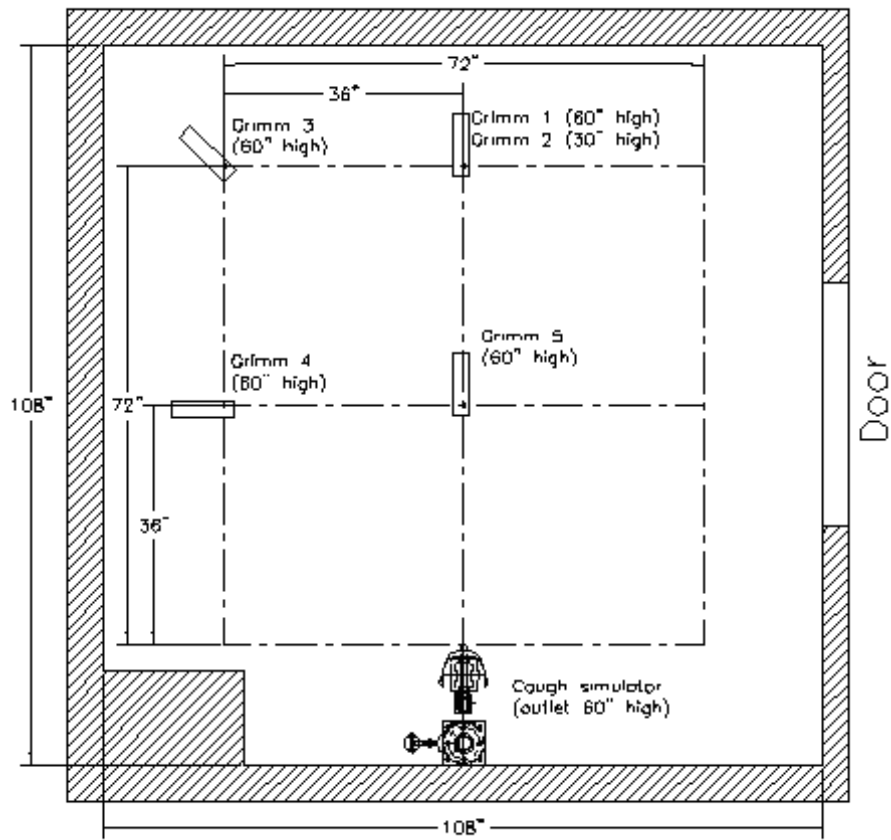 72"
36"
Grimm 1 (60" high)
Grimm 2 (30" high)
Grimm 3
(60" high)
Grimm 5
(60" high)
Grimm 4
(60" high)
108"
72"
Door
36"
Cough simulator
(outlet 60" high)
108"